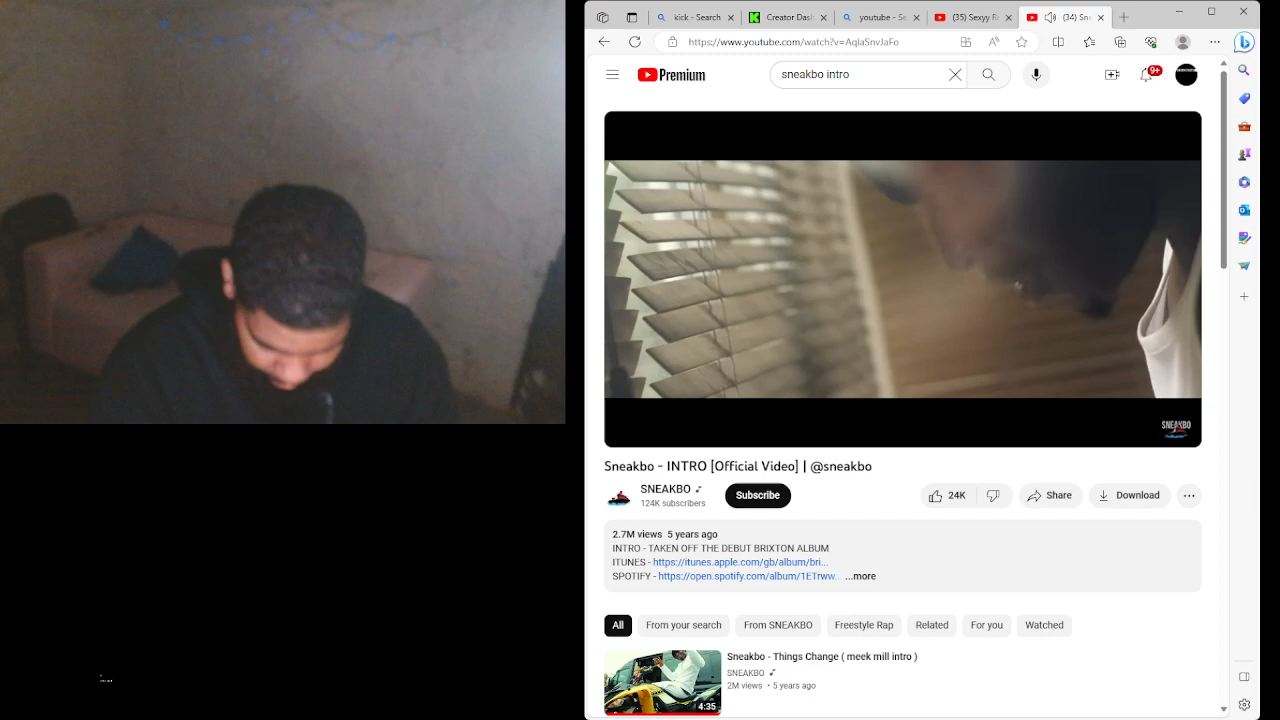 kick - Search
Creator Das
youtube - Se
(35) Sexyy R
(34) Sne
https://www.youtube.com/watch?v=AqlaSnvJaFo
Premium
sneakbo intro
9+
SNEAKBO
Sneakbo - INTRO [Official Video] | @sneakbo
SNEAKBO
124K subscribers
Subscribe
24K
Share
Download
2.7M views 5 years ago
INTRO - TAKEN OFF THE DEBUT BRIXTON ALBUM
ITUNES - https://itunes.apple.com/gb/album/bri...
SPOTIFY - https://open.spotify.com/album/1ETrww... ...more
All
From your search
From SNEAKBO
Freestyle Rap
Related
For you
Watched
Sneakbo - Things Change ( meek mill intro )
SNEAKBO
2M views • 5 years ago
4:35